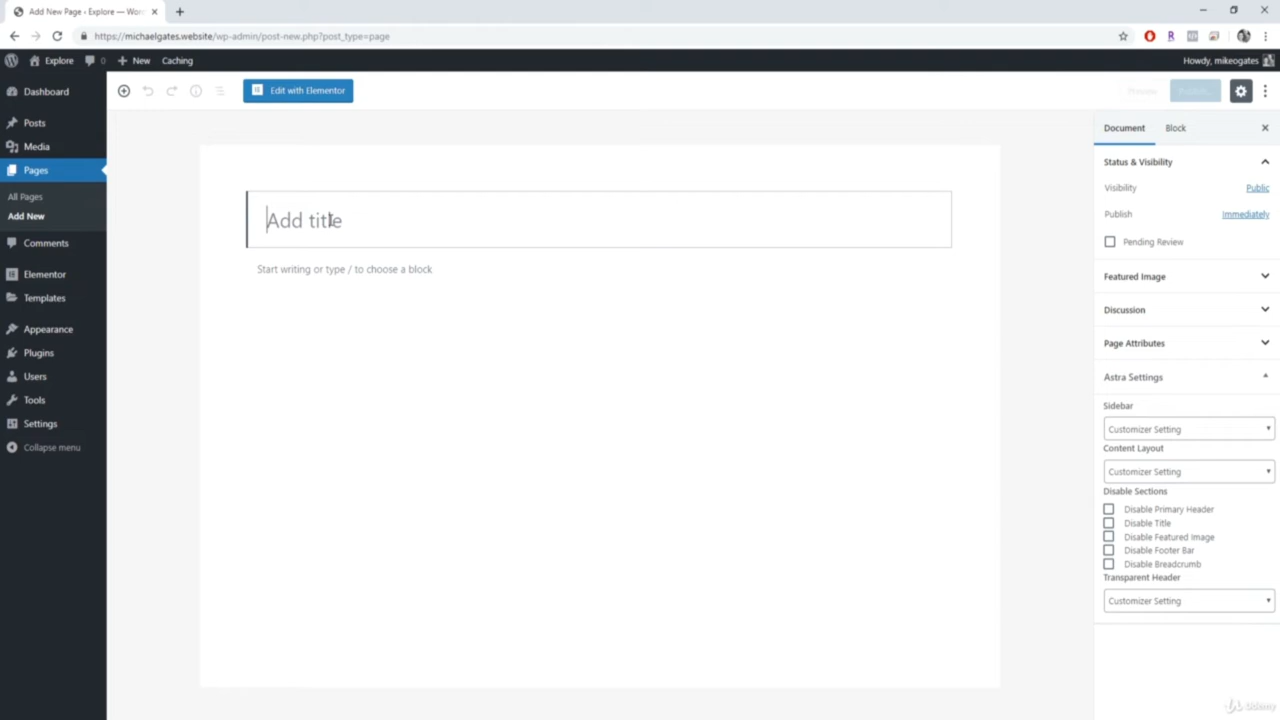 Add New Page ‹ Explore — Wor
https://michaelgates.website/wp-admin/post-new.php?post_type=page
Explore
0
New
Caching
Howdy, mikeogates
Dashboard
Posts
Media
Pages
All Pages
Add New
Comments
Elementor
Templates
Appearance
Plugins
Users
Tools
Settings
Collapse menu
Edit with Elementor
Preview
Publish...
Add title
Start writing or type / to choose a block
Document
Block
Status & Visibility
Visibility
Public
Publish
Immediately
Pending Review
Featured Image
Discussion
Page Attributes
Astra Settings
Sidebar
Customizer Setting
Content Layout
Customizer Setting
Disable Sections
Disable Primary Header
Disable Title
Disable Featured Image
Disable Footer Bar
Disable Breadcrumb
Transparent Header
Customizer Setting
Udemy